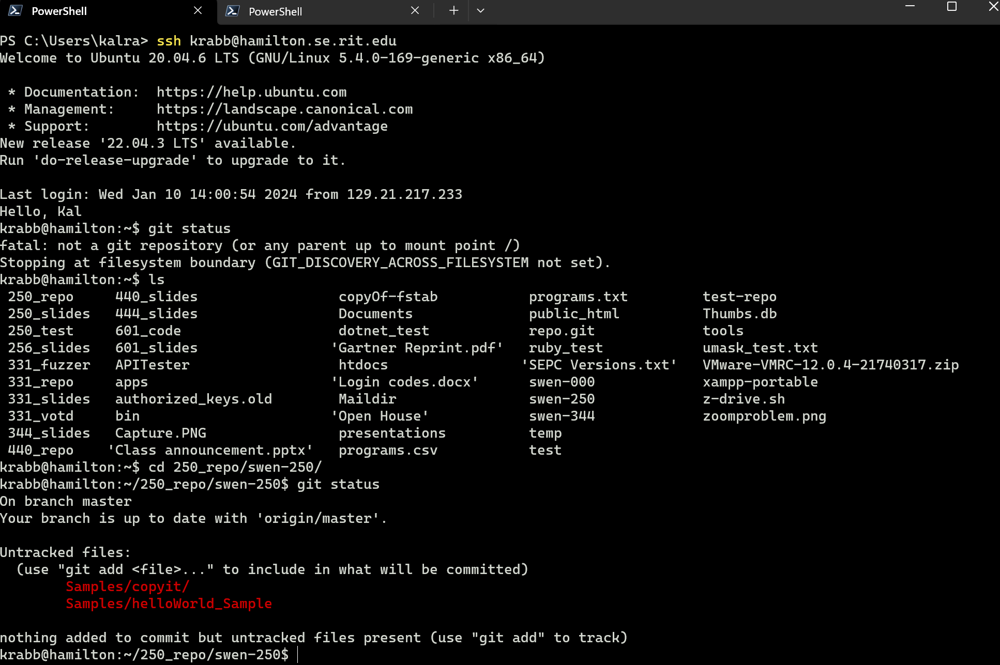 PowerShell PowerShell
PS C:\Users\kalra> ssh krabb@hamilton.se.rit.edu
Welcome to Ubuntu 20.04.6 LTS (GNU/Linux 5.4.0-169-generic x86_64)
* Documentation:  https://help.ubuntu.com
* Management:     https://landscape.canonical.com
* Support:        https://ubuntu.com/advantage
New release '22.04.3 LTS' available.
Run 'do-release-upgrade' to upgrade to it.
Last login: Wed Jan 10 14:00:54 2024 from 129.21.217.233
Hello, Kal
krabb@hamilton:~$ git status
fatal: not a git repository (or any parent up to mount point /)
Stopping at filesystem boundary (GIT_DISCOVERY_ACROSS_FILESYSTEM not set).
krabb@hamilton:~$ ls
250_repo     440_slides                 copyOf-fstab           programs.txt         test-repo
250_slides   444_slides                 Documents              public_html          Thumbs.db
250_test     601_code                   dotnet_test            repo.git             tools
256_slides   601_slides                'Gartner Reprint.pdf'   ruby_test            umask_test.txt
331_fuzzer   APITester                  htdocs                'SEPC Versions.txt'   VMware-VMRC-12.0.4-21740317.zip
331_repo     apps                      'Login codes.docx'      swen-000             xampp-portable
331_slides   authorized_keys.old        Maildir                swen-250             z-drive.sh
331_votd     bin                       'Open House'            swen-344             zoomproblem.png
344_slides   Capture.PNG                presentations          temp
440_repo    'Class announcement.pptx'   programs.csv           test
krabb@hamilton:~$ cd 250_repo/swen-250/
krabb@hamilton:~/250_repo/swen-250$ git status
On branch master
Your branch is up to date with 'origin/master'.
Untracked files:
(use "git add <file>..." to include in what will be committed)
Samples/copyit/
Samples/helloWorld_Sample
nothing added to commit but untracked files present (use "git add" to track)
krabb@hamilton:~/250_repo/swen-250$